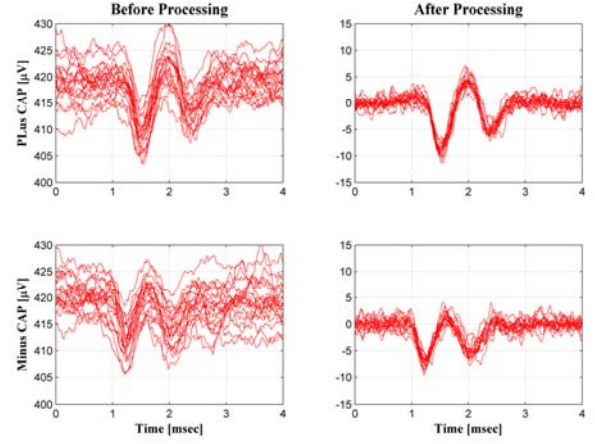 Before Processing
After Processing
PLus CAP [µV]
430
425
420
415
410
405
400
0 1 2 3 4
15
10
5
0
-5
-10
-15
0 1 2 3 4
Minus CAP [µV]
430
425
420
415
410
405
400
0 1 2 3 4
Time [msec]
15
10
5
0
-5
-10
-15
0 1 2 3 4
Time [msec]